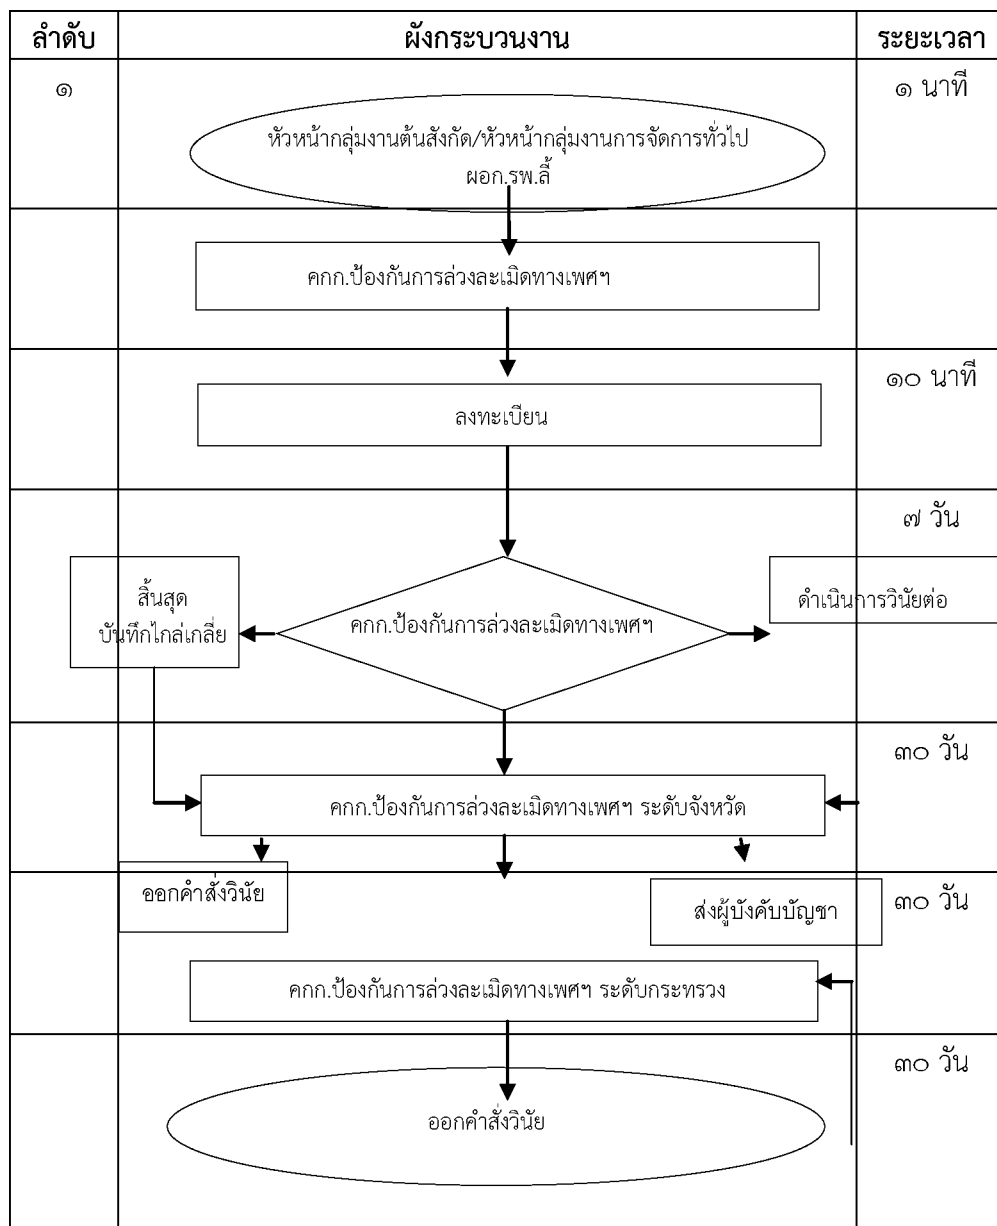 ลำดับ
ผังกระบวนงาน
ระยะเวลา
๑
๑ นาที
หัวหน้ากลุ่มงานต้นสังกัด/หัวหน้ากลุ่มงานการจัดการทั่วไป
ผอก.รพ.ลี้
คกก.ป้องกันการล่วงละเมิดทางเพศฯ
๑๐ นาที
ลงทะเบียน
๗ วัน
สิ้นสุด
บันทึกไกล่เกลี่ย
คกก.ป้องกันการล่วงละเมิดทางเพศฯ
ดำเนินการวินัยต่อ
๓๐ วัน
คกก.ป้องกันการล่วงละเมิดทางเพศฯ ระดับจังหวัด
ออกคำสั่งวินัย
ส่งผู้บังคับบัญชา
๓๐ วัน
คกก.ป้องกันการล่วงละเมิดทางเพศฯ ระดับกระทรวง
๓๐ วัน
ออกคำสั่งวินัย